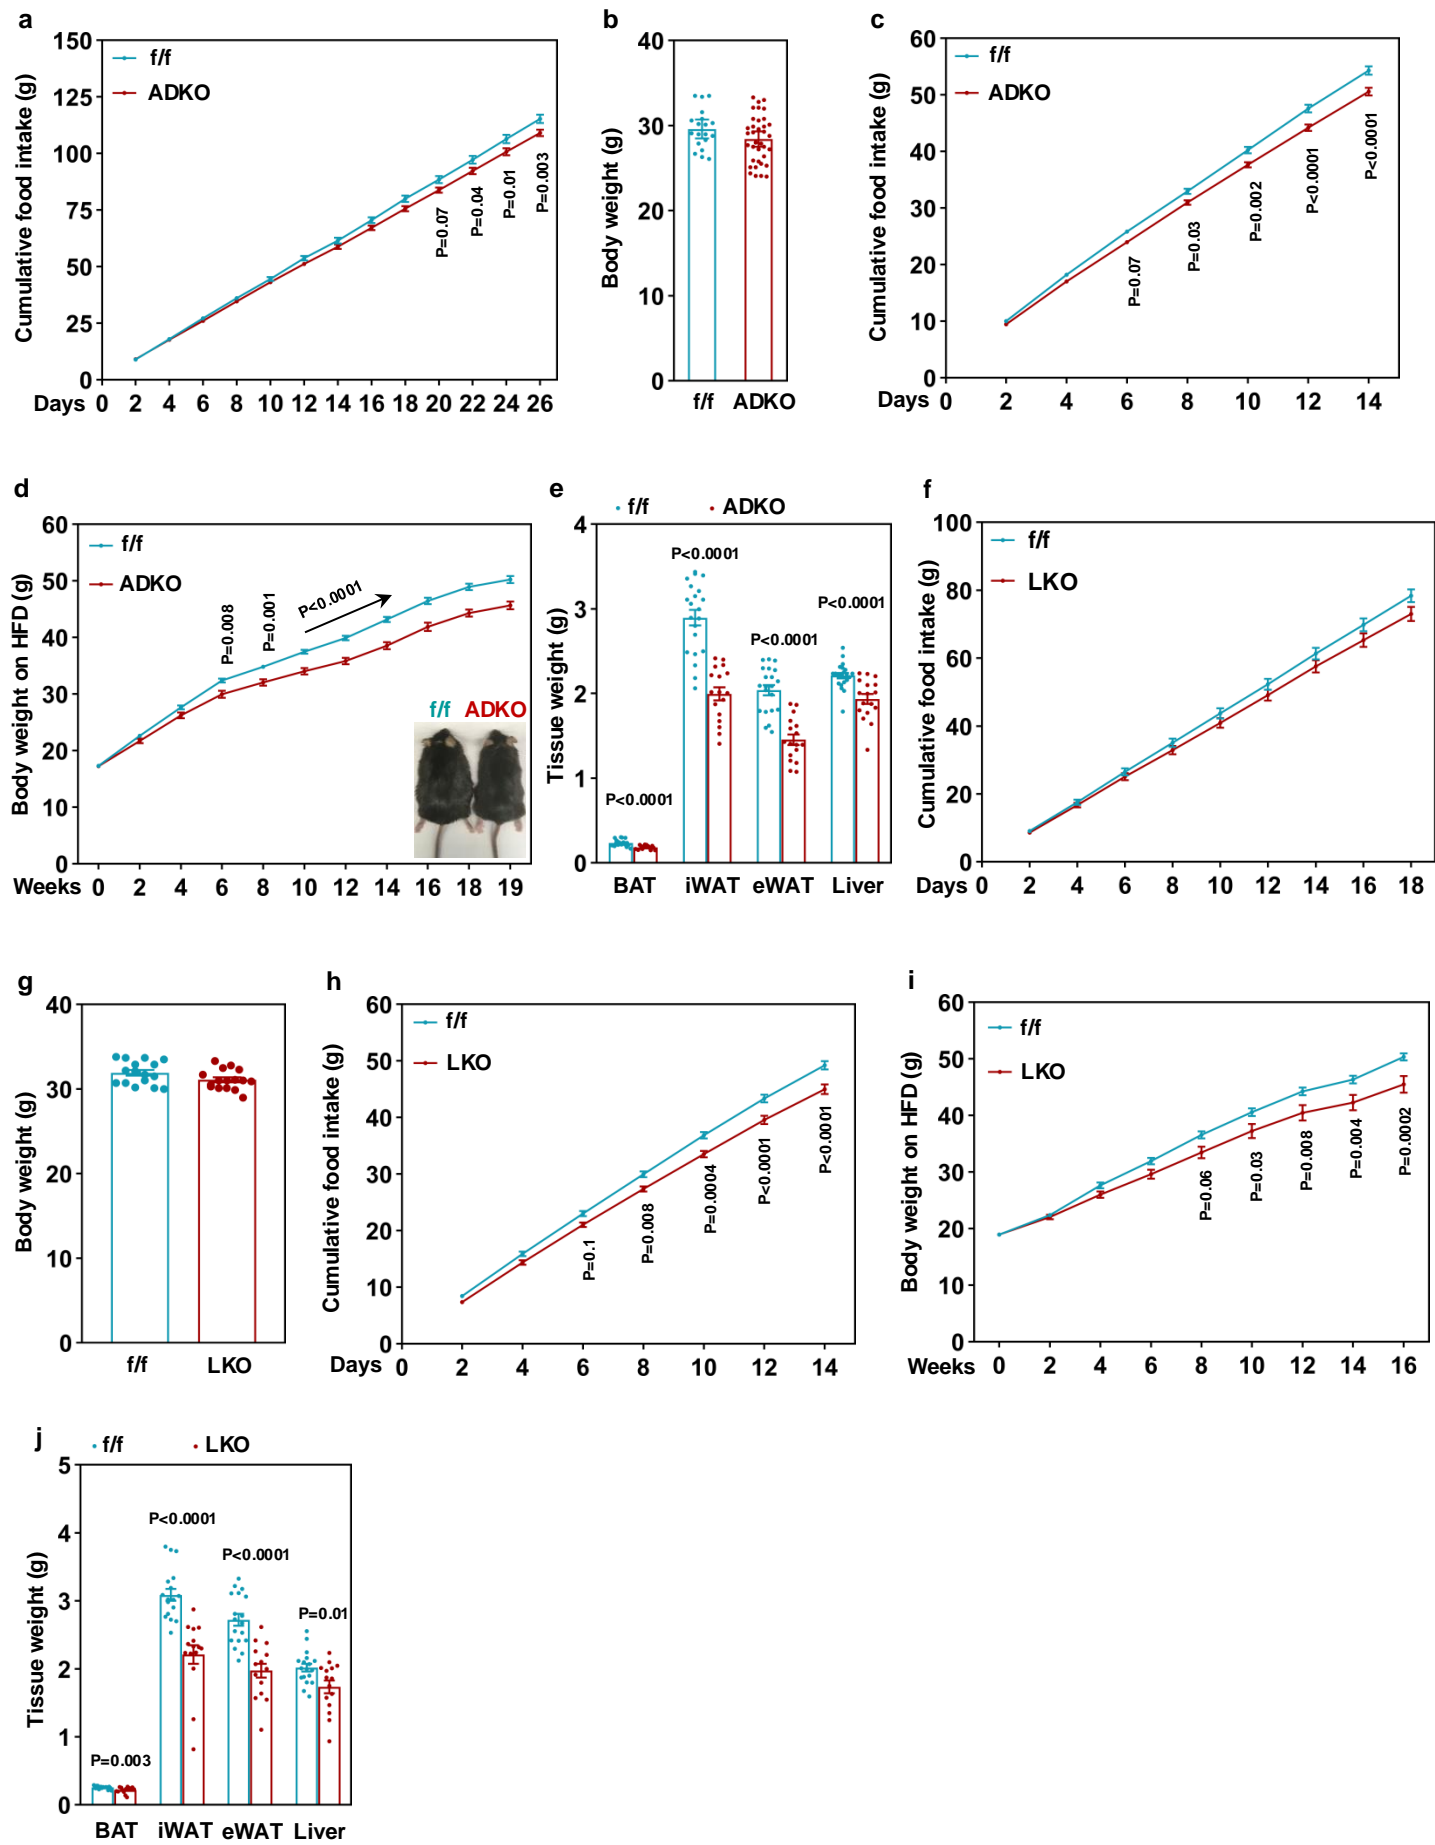 a
150
125
100
75
50
25
0
Cumulative food intake (g)
f/f
ADKO
P=0.07
P=0.04
P=0.01
P=0.003
Days 0 2 4 6 8 10 12 14 16 18 20 22 24 26
b
40
30
20
10
0
Body weight (g)
f/f ADKO
c
60
50
40
30
20
10
0
Cumulative food intake (g)
f/f
ADKO
P=0.07
P=0.03
P=0.002
P<0.0001
P<0.0001
Days 0 2 4 6 8 10 12 14
d
60
50
40
30
20
10
0
Body weight on HFD (g)
f/f
ADKO
P=0.008
P=0.001
P<0.0001
f/f ADKO
Weeks 0 2 4 6 8 10 12 14 16 18 19
e
f/f ADKO
4
3
2
1
0
Tissue weight (g)
P<0.0001
P<0.0001
P<0.0001
P<0.0001
BAT iWAT eWAT Liver
f
100
80
60
40
20
0
Cumulative food intake (g)
f/f
LKO
Days 0 2 4 6 8 10 12 14 16 18
g
40
30
20
10
0
Body weight (g)
f/f LKO
h
60
50
40
30
20
10
0
Cumulative food intake (g)
f/f
LKO
P=0.1
P=0.008
P=0.0004
P<0.0001
P<0.0001
Days 0 2 4 6 8 10 12 14
i
60
50
40
30
20
10
0
Body weight on HFD (g)
f/f
LKO
P=0.06
P=0.03
P=0.008
P=0.004
P=0.0002
Weeks 0 2 4 6 8 10 12 14 16
j
f/f LKO
5
4
3
2
1
0
Tissue weight (g)
P=0.003
P<0.0001
P<0.0001
P=0.01
BAT iWAT eWAT Liver